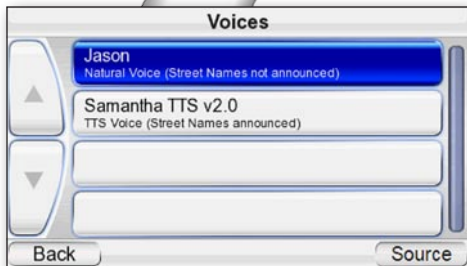 Voices
Jason
Natural Voice (Street Names not announced)
Samantha TTS v2.0
TTS Voice (Street Names announced)
Back
Source